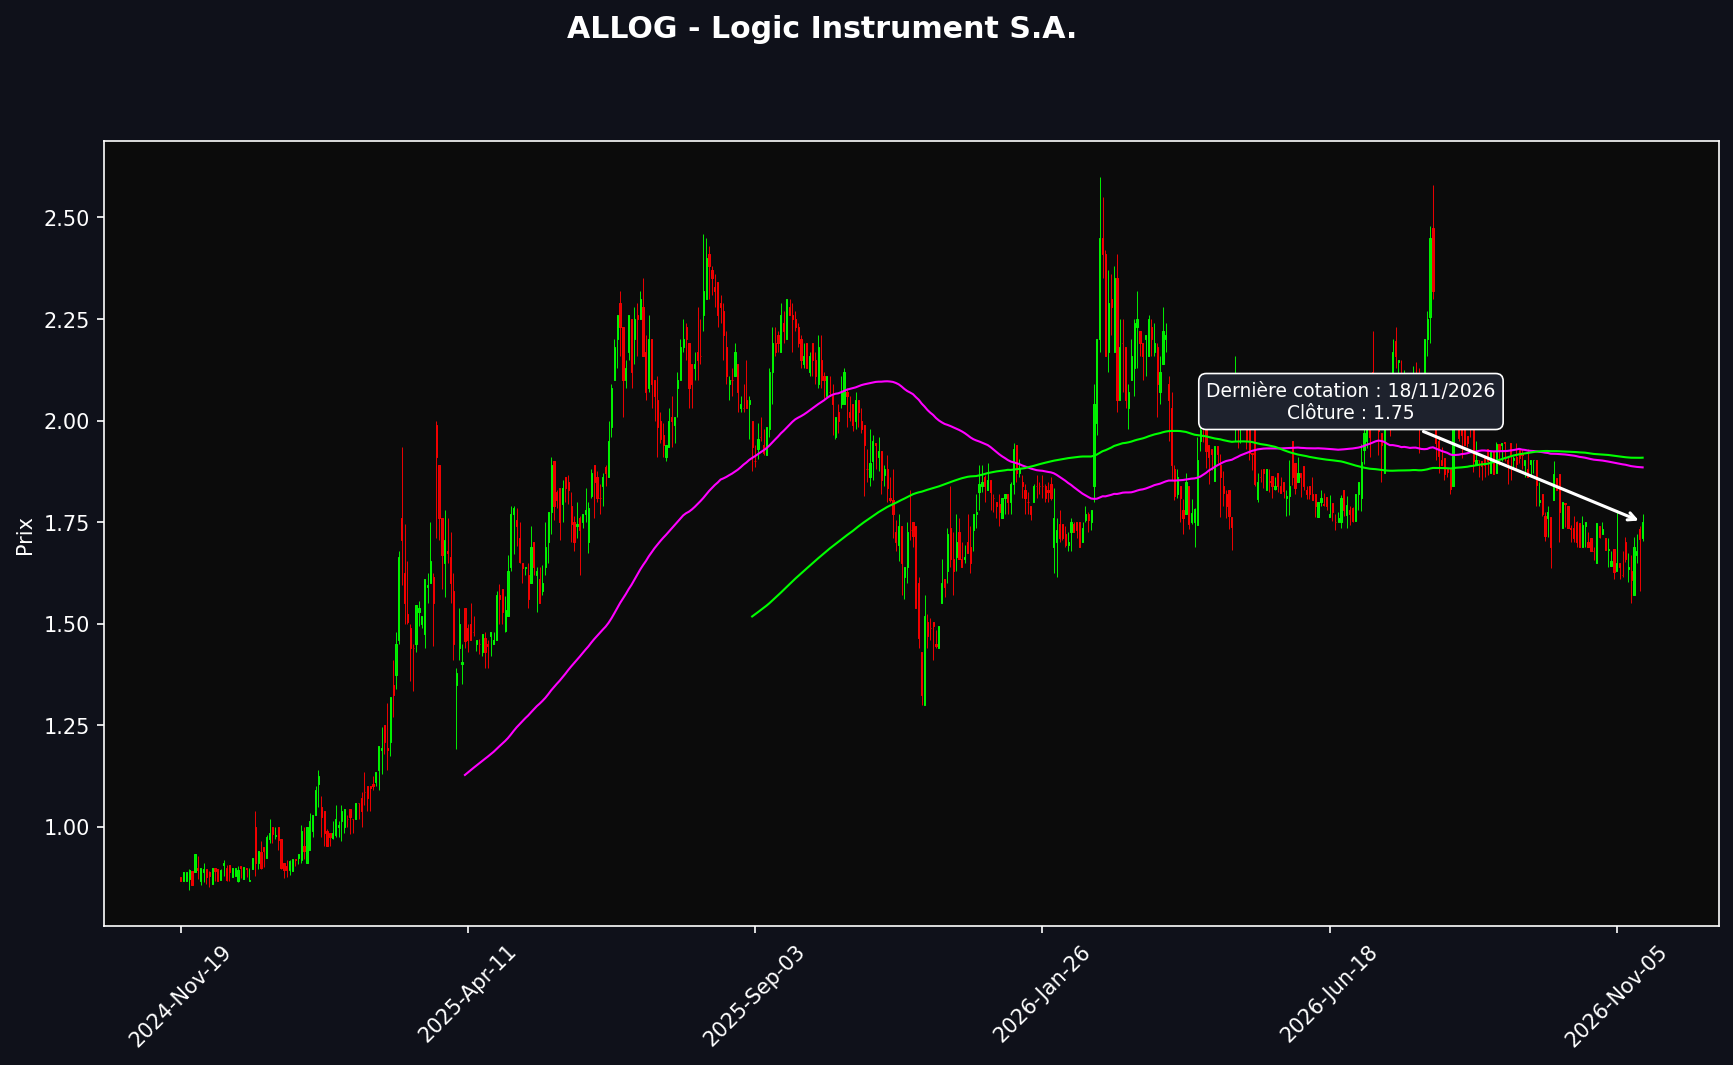 ALLOG - Logic Instrument S.A.
Prix
2.50
2.25
2.00
1.75
1.50
1.25
1.00
Dernière cotation : 18/11/2026
Clôture : 1.75
2024-Nov-19
2025-Apr-11
2025-Sep-03
2026-Jan-26
2026-Jun-18
2026-Nov-05